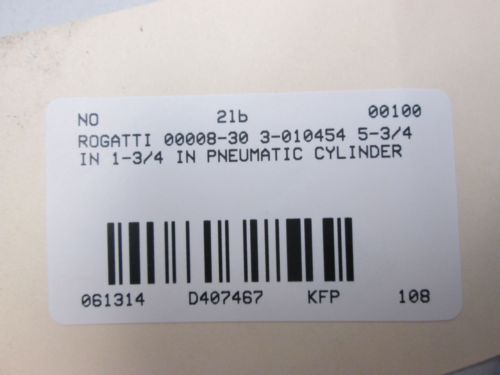 NO 2lb 00100
ROGATTI 00008-30 3-010454 5-3/4
IN 1-3/4 IN PNEUMATIC CYLINDER
061314 D407467 KFP 108